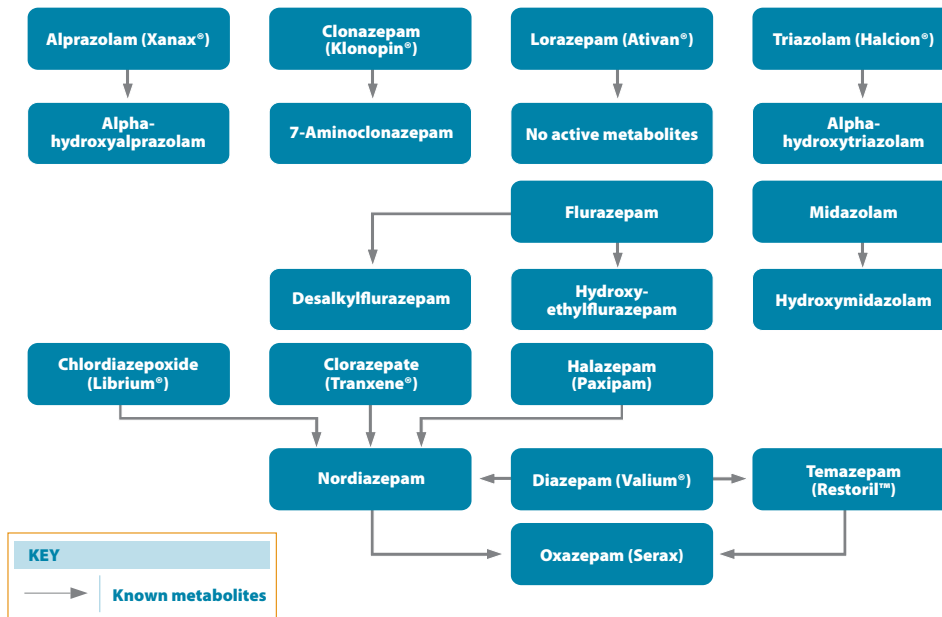 Alprazolam (Xanax®)
Clonazepam
(Klonopin®)
Lorazepam (Ativan®)
Triazolam (Halcion®)
Alpha-
hydroxyalprazolam
7-Aminoclonazepam
No active metabolites
Alpha-
hydroxytriazolam
Flurazepam
Midazolam
Desalkylflurazepam
Hydroxy-
ethylflurazepam
Hydroxymidazolam
Chlordiazepoxide
(Librium®)
Clorazepate
(Tranxene®)
Halazepam
(Paxipam)
Nordiazepam
Diazepam (Valium®)
Temazepam
(Restoril™)
Oxazepam (Serax)
KEY
Known metabolites